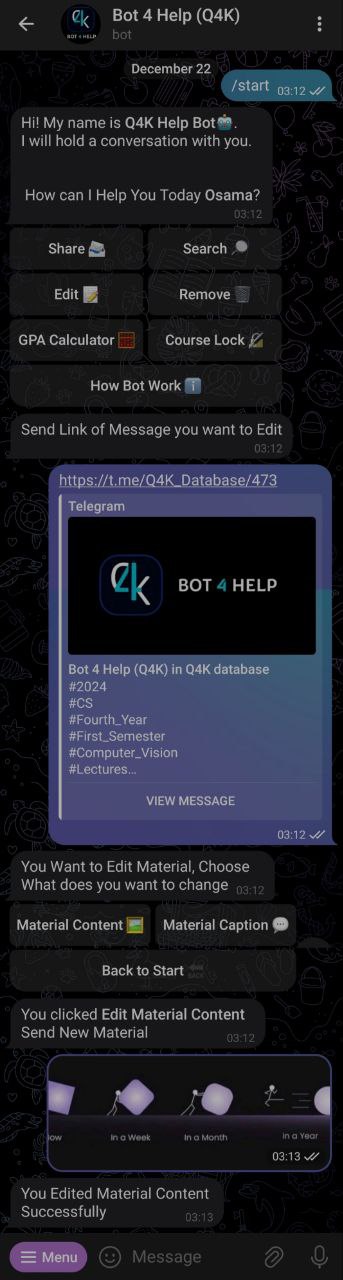 Bot 4 Help (Q4K)
bot
BOT 4 HELP
December 22
/start 03:12
Hi! My name is Q4K Help Bot🤖.
I will hold a conversation with you.
How can I Help You Today Osama?
03:12
Share 📨 Search 🔎
Edit 📝 Remove 🗑️
GPA Calculator 🧮 Course Lock 🔏
How Bot Work ℹ️
Send Link of Message you want to Edit
03:12
https://t.me/Q4K_Database/473
Telegram
BOT 4 HELP
Bot 4 Help (Q4K) in Q4K database
#2024
#CS
#Fourth_Year
#First_Semester
#Computer_Vision
#Lectures...
VIEW MESSAGE
03:12
You Want to Edit Material, Choose
What does you want to change 03:12
Material Content 🖼️ Material Caption 💬
Back to Start 🔙
You clicked Edit Material Content
Send New Material 03:12
ow In a Week In a Month In a Year
03:13
You Edited Material Content
Successfully 03:13
Menu Message